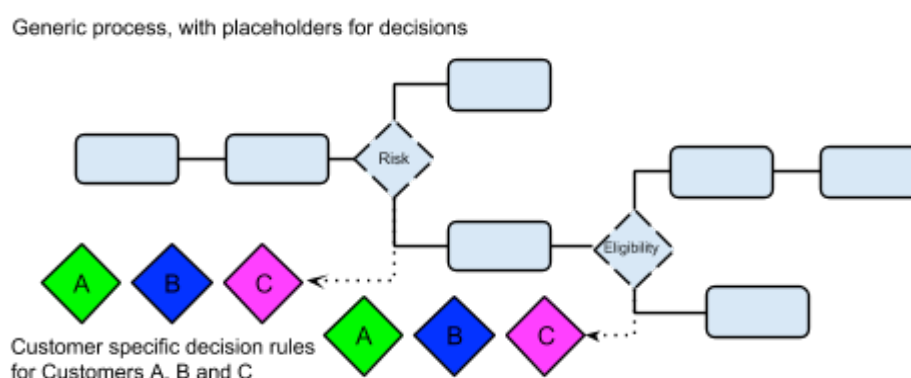 Generic process, with placeholders for decisions
Risk
Eligibility
A
B
C
A
B
C
Customer specific decision rules
for Customers A, B and C